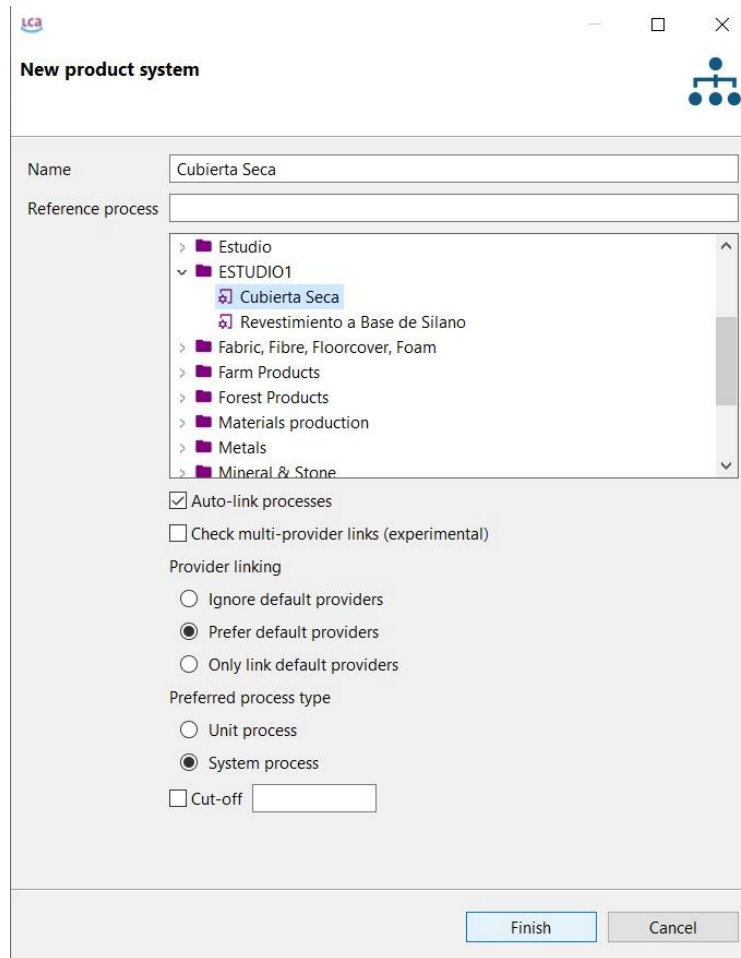 LCA
New product system
Name
Cubierta Seca
Reference process
Estudio
ESTUDIO1
Cubierta Seca
Revestimiento a Base de Silano
Fabric, Fibre, Floorcover, Foam
Farm Products
Forest Products
Materials production
Metals
Mineral & Stone
Auto-link processes
Check multi-provider links (experimental)
Provider linking
Ignore default providers
Prefer default providers
Only link default providers
Preferred process type
Unit process
System process
Cut-off
Finish
Cancel